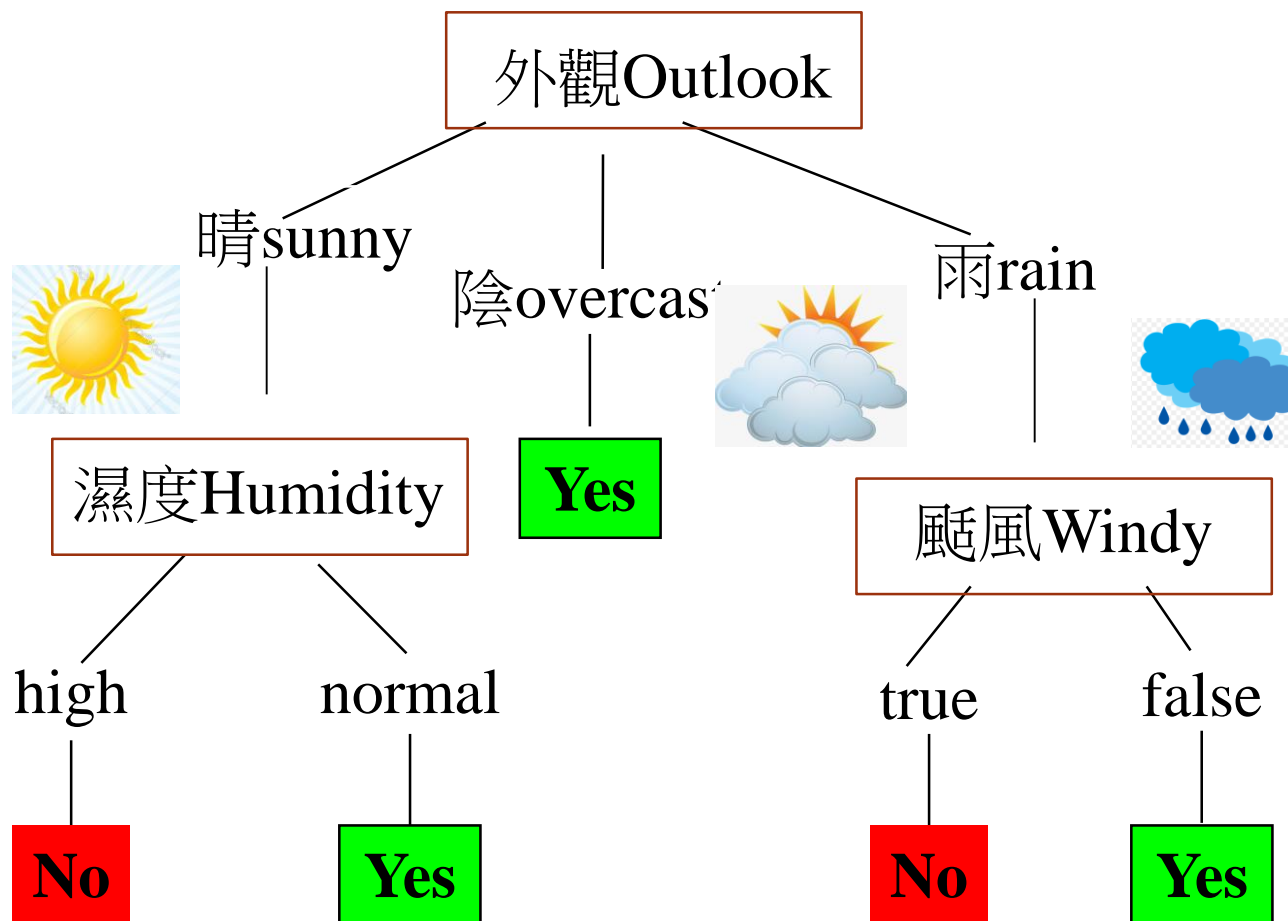 外觀Outlook
晴sunny
陰overcast
雨rain
濕度Humidity
Yes
颳風Windy
high
normal
true
false
No
Yes
No
Yes